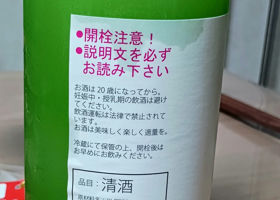 ●開栓注意！
●説明文を必ず
お読み下さい
お酒は20歳になってから。
妊娠中・授乳期の飲酒は避け
てください。
飲酒運転は法律で禁止されて
います。
お酒は美味しく楽しく適量を。
冷蔵にて保管の上、開栓後は
お早めにお飲みください。
品目：清酒